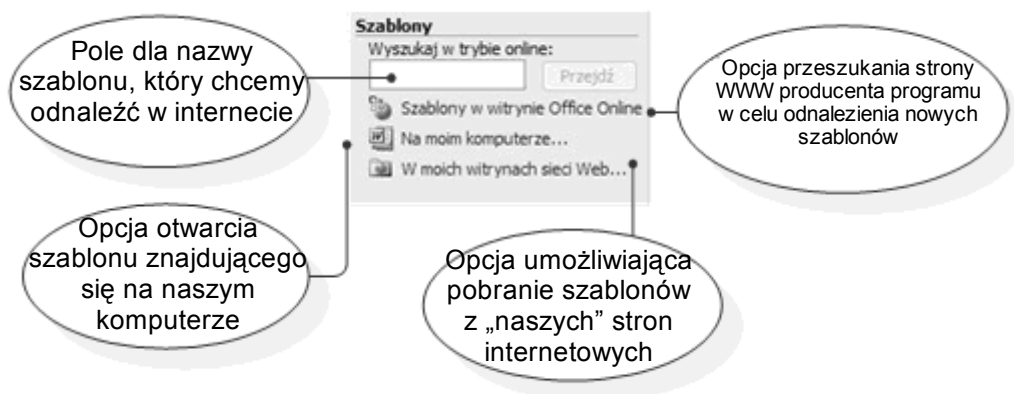 Szablony
Wyszukaj w trybie online:
Przejdź
Szablony w witrynie Office Online
Na moim komputerze...
W moich witrynach sieci Web...
Pole dla nazwy
szablonu, który chcemy
odnaleźć w internecie
Opcja przeszukania strony
WWW producenta programu
w celu odnalezienia nowych
szablonów
Opcja otwarcia
szablonu znajdującego
się na naszym
komputerze
Opcja umożliwiająca
pobranie szablonów
z „naszych” stron
internetowych